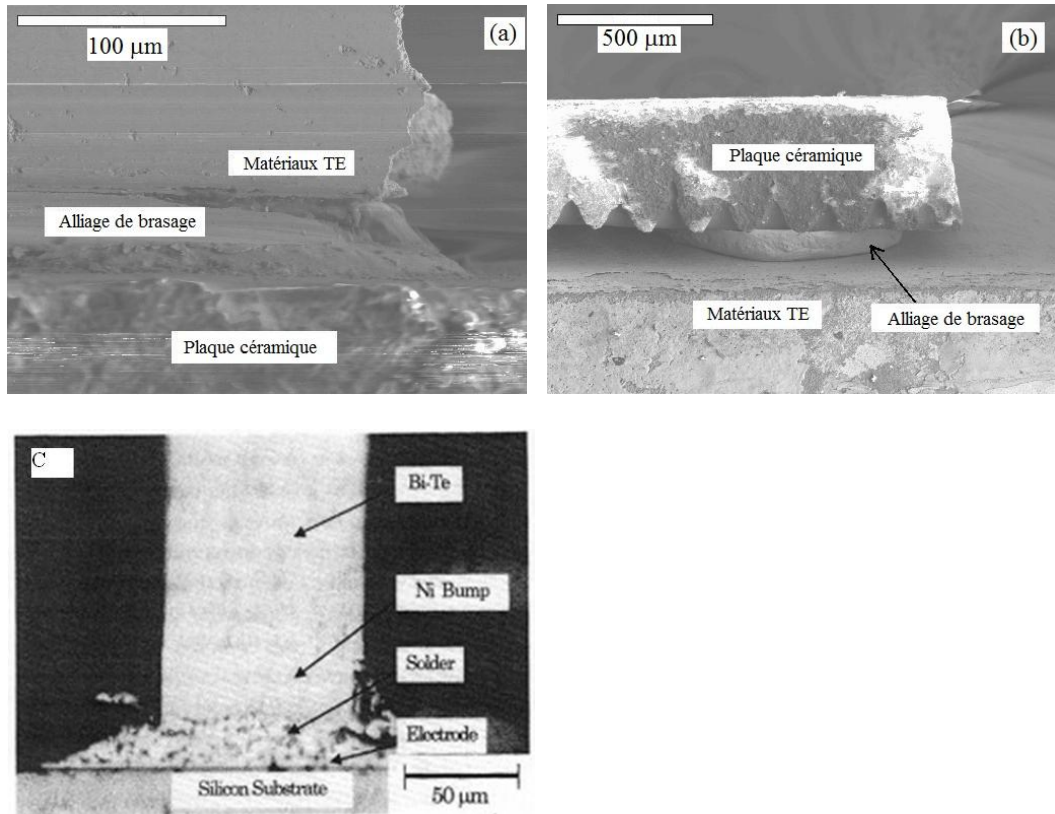 100 µm
(a)
Matériaux TE
Alliage de brasage
Plaque céramique
500 µm
(b)
Plaque céramique
Matériaux TE
Alliage de brasage
C
Bi-Te
Ni Bump
Solder
Electrode
Silicon Substrate
50 µm